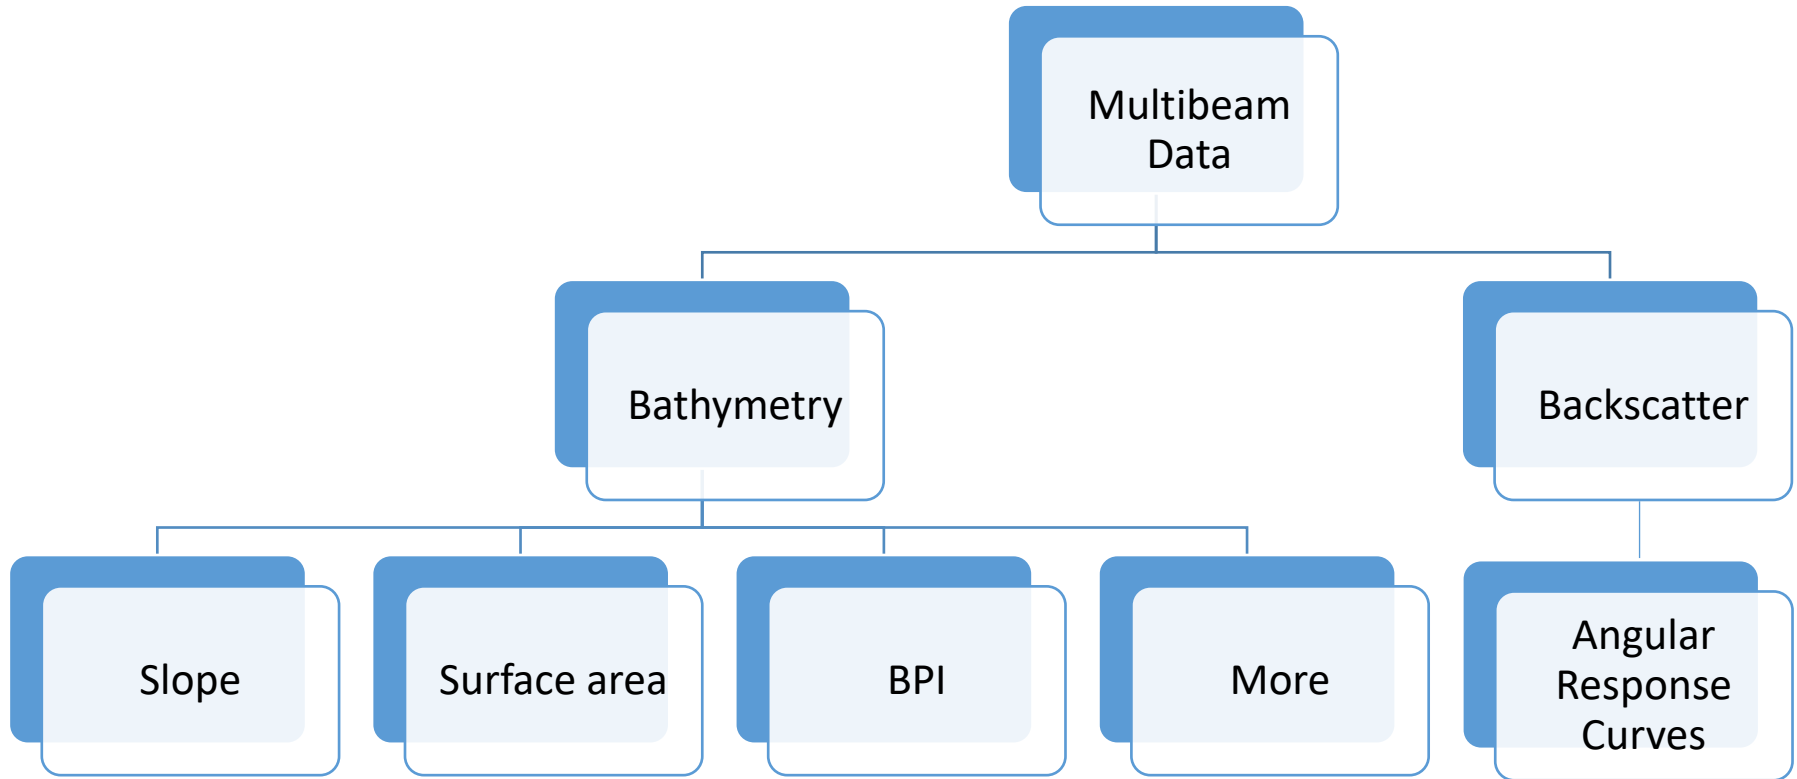 Multibeam
Data
Bathymetry
Backscatter
Slope
Surface area
BPI
More
Angular
Response
Curves